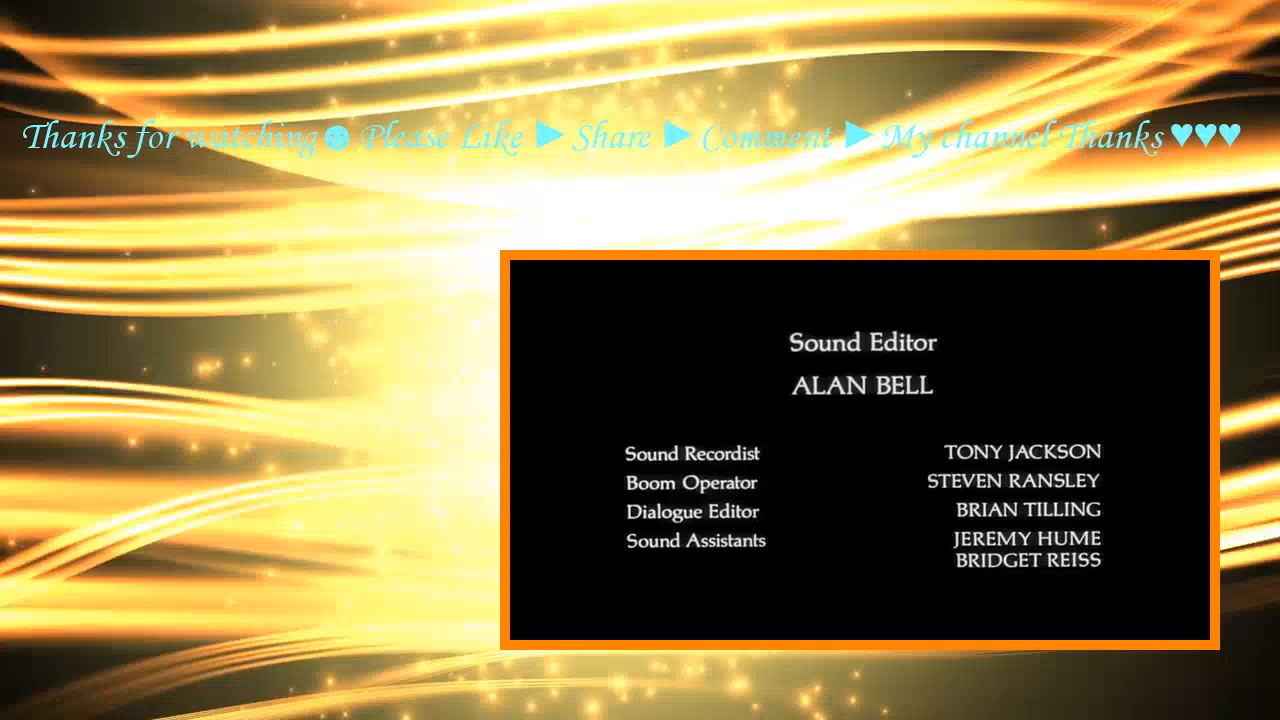 Thanks for watching☻ Please Like ► Share ► Comment ► My channel Thanks ♥♥♥
Sound Editor
ALAN BELL
Sound Recordist TONY JACKSON
Boom Operator STEVEN RANSLEY
Dialogue Editor BRIAN TILLING
Sound Assistants JEREMY HUME
BRIDGET REISS